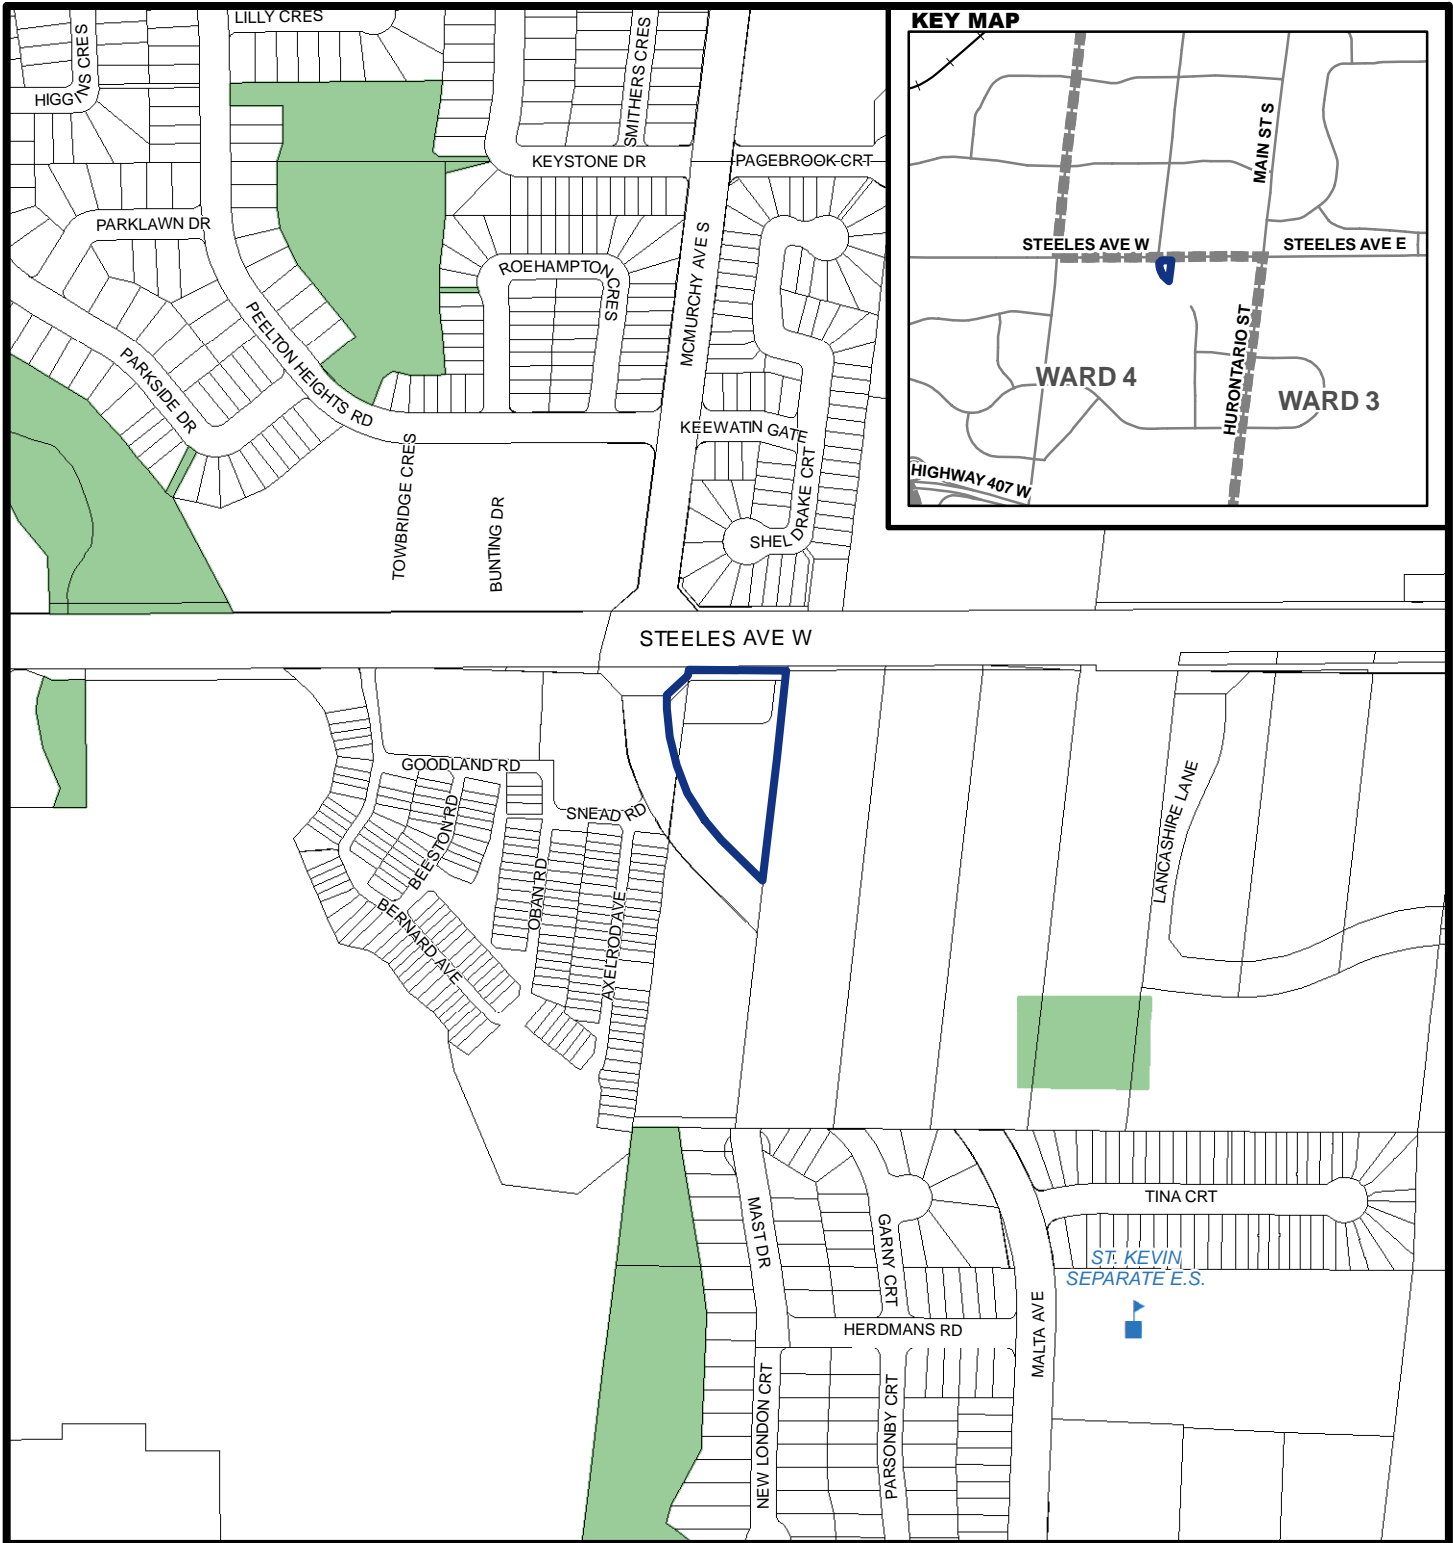 LILLY CRES
HIGGINS CRES
SMITHERS CRES
KEYSTONE DR
PAGEBROOK CRT
PARKLAWN DR
ROEHAMPTON CRES
MCMURCHY AVE S
PEELTON HEIGHTS RD
PARKSIDE DR
KEEWATIN GATE
TOWBRIDGE CRES
BUNTING DR
SHELDRAKE CRT
KEY MAP
MAIN ST S
STEELES AVE W
STEELES AVE E
HURONTARIO ST
WARD 4
WARD 3
HIGHWAY 407 W
STEELES AVE W
GOODLAND RD
SNEAD RD
BEESTON RD
OBAN RD
AXELROD AVE
BERNARD AVE
LANCASHIRE LANE
TINA CRT
MAST DR
GARNY CRT
ST. KEVIN
SEPARATE E.S.
HERDMANS RD
MALTA AVE
NEW LONDON CRT
PARSONBY CRT